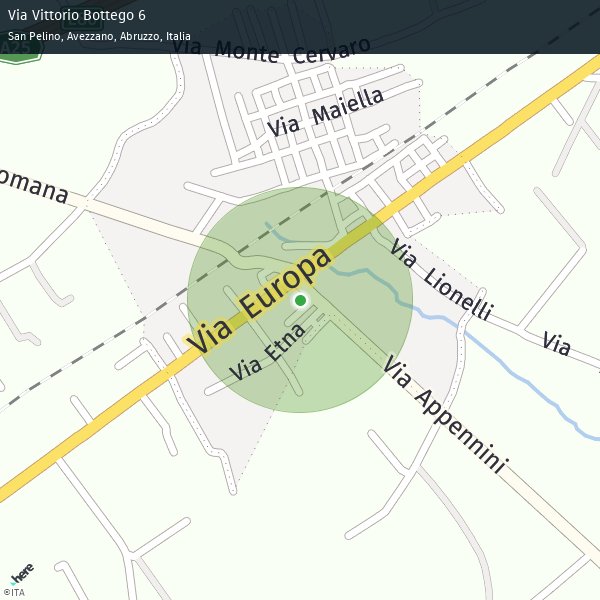 Via Vittorio Bottego 6
San Pelino, Avezzano, Abruzzo, Italia
A25
Via Monte Cervaro
Via Maiella
omana
Via Europa
Via Lionelli
Via
Via Etna
Via Appennini
here
©ITA